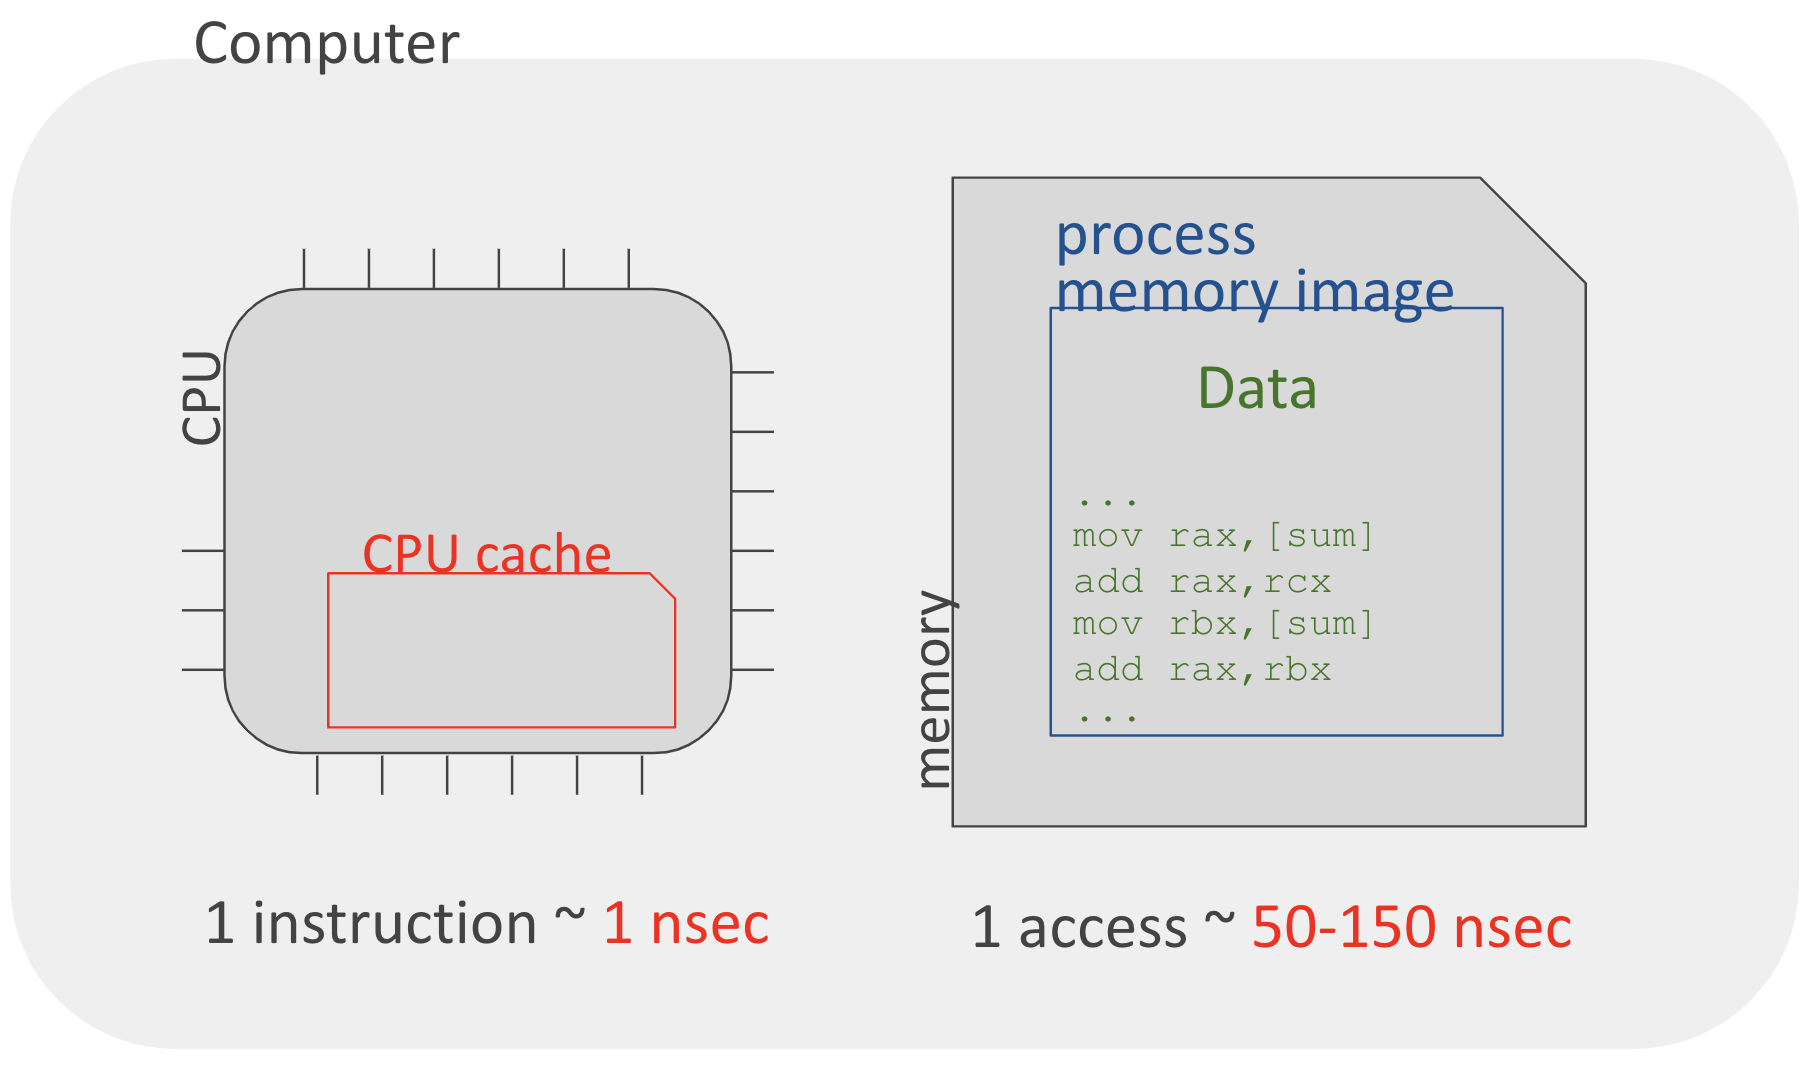 Computer
CPU
CPU cache
1 instruction ~ 1 nsec
memory
process
memory image
Data
...
mov rax,[sum]
add rax,rcx
mov rbx,[sum]
add rax,rbx
...
1 access ~ 50-150 nsec